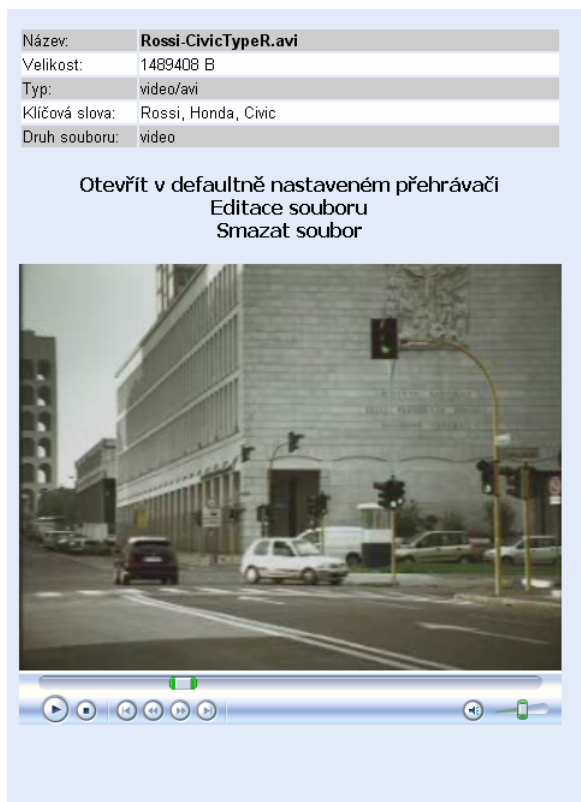 Název: Rossi-CivicTypeR.avi
Velikost: 1489408 B
Typ: video/avi
Klíčová slova: Rossi, Honda, Civic
Druh souboru: video
Otevřít v defaultně nastaveném přehrávači
Editace souboru
Smazat soubor